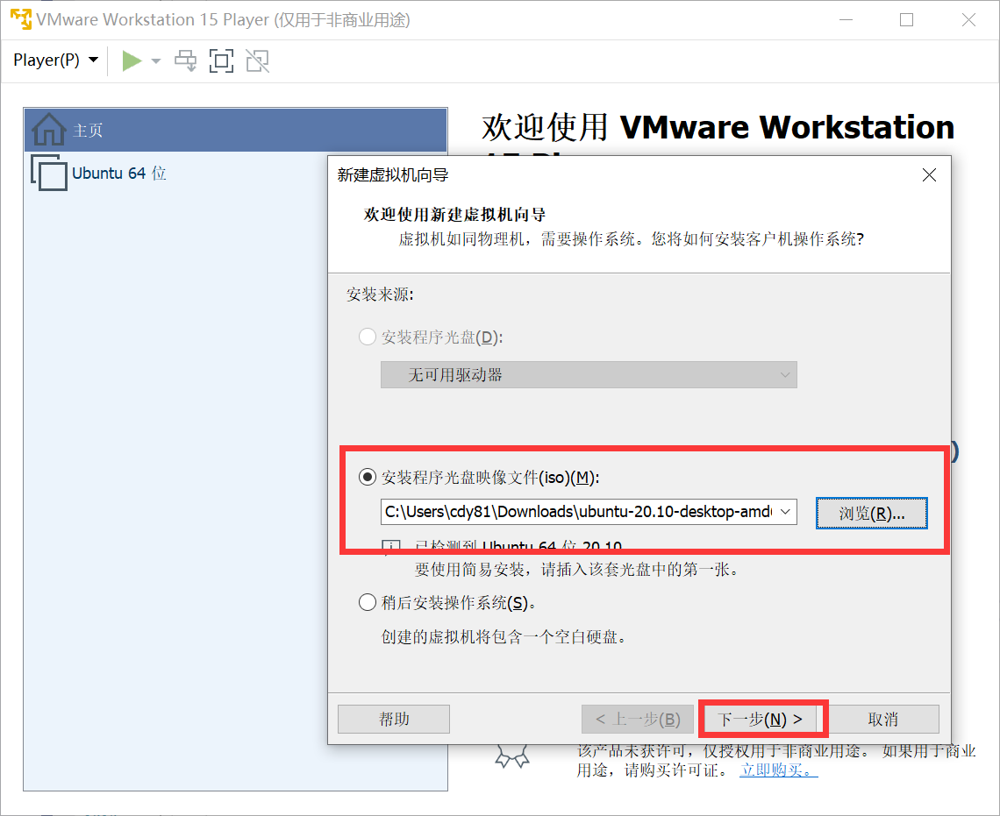 VMware Workstation 15 Player (仅用于非商业用途)
Player(P)
主页
Ubuntu 64 位
欢迎使用 VMware Workstation
新建虚拟机向导
欢迎使用新建虚拟机向导
虚拟机如同物理机，需要操作系统。您将如何安装客户机操作系统?
安装来源:
安装程序光盘(D):
无可用驱动器
安装程序光盘映像文件(iso)(M):
C:\Users\cdy81\Downloads\ubuntu-20.10-desktop-amd
浏览(R)...
已检测到 Ubuntu 64 位 20.10
要使用简易安装，请插入该套光盘中的第一张。
稍后安装操作系统(S)。
创建的虚拟机将包含一个空白硬盘。
帮助
< 上一步(B)
下一步(N) >
取消
该产品未获许可，仅授权用于非商业用途。 如果用于商业
用途，请购买许可证。 立即购买。